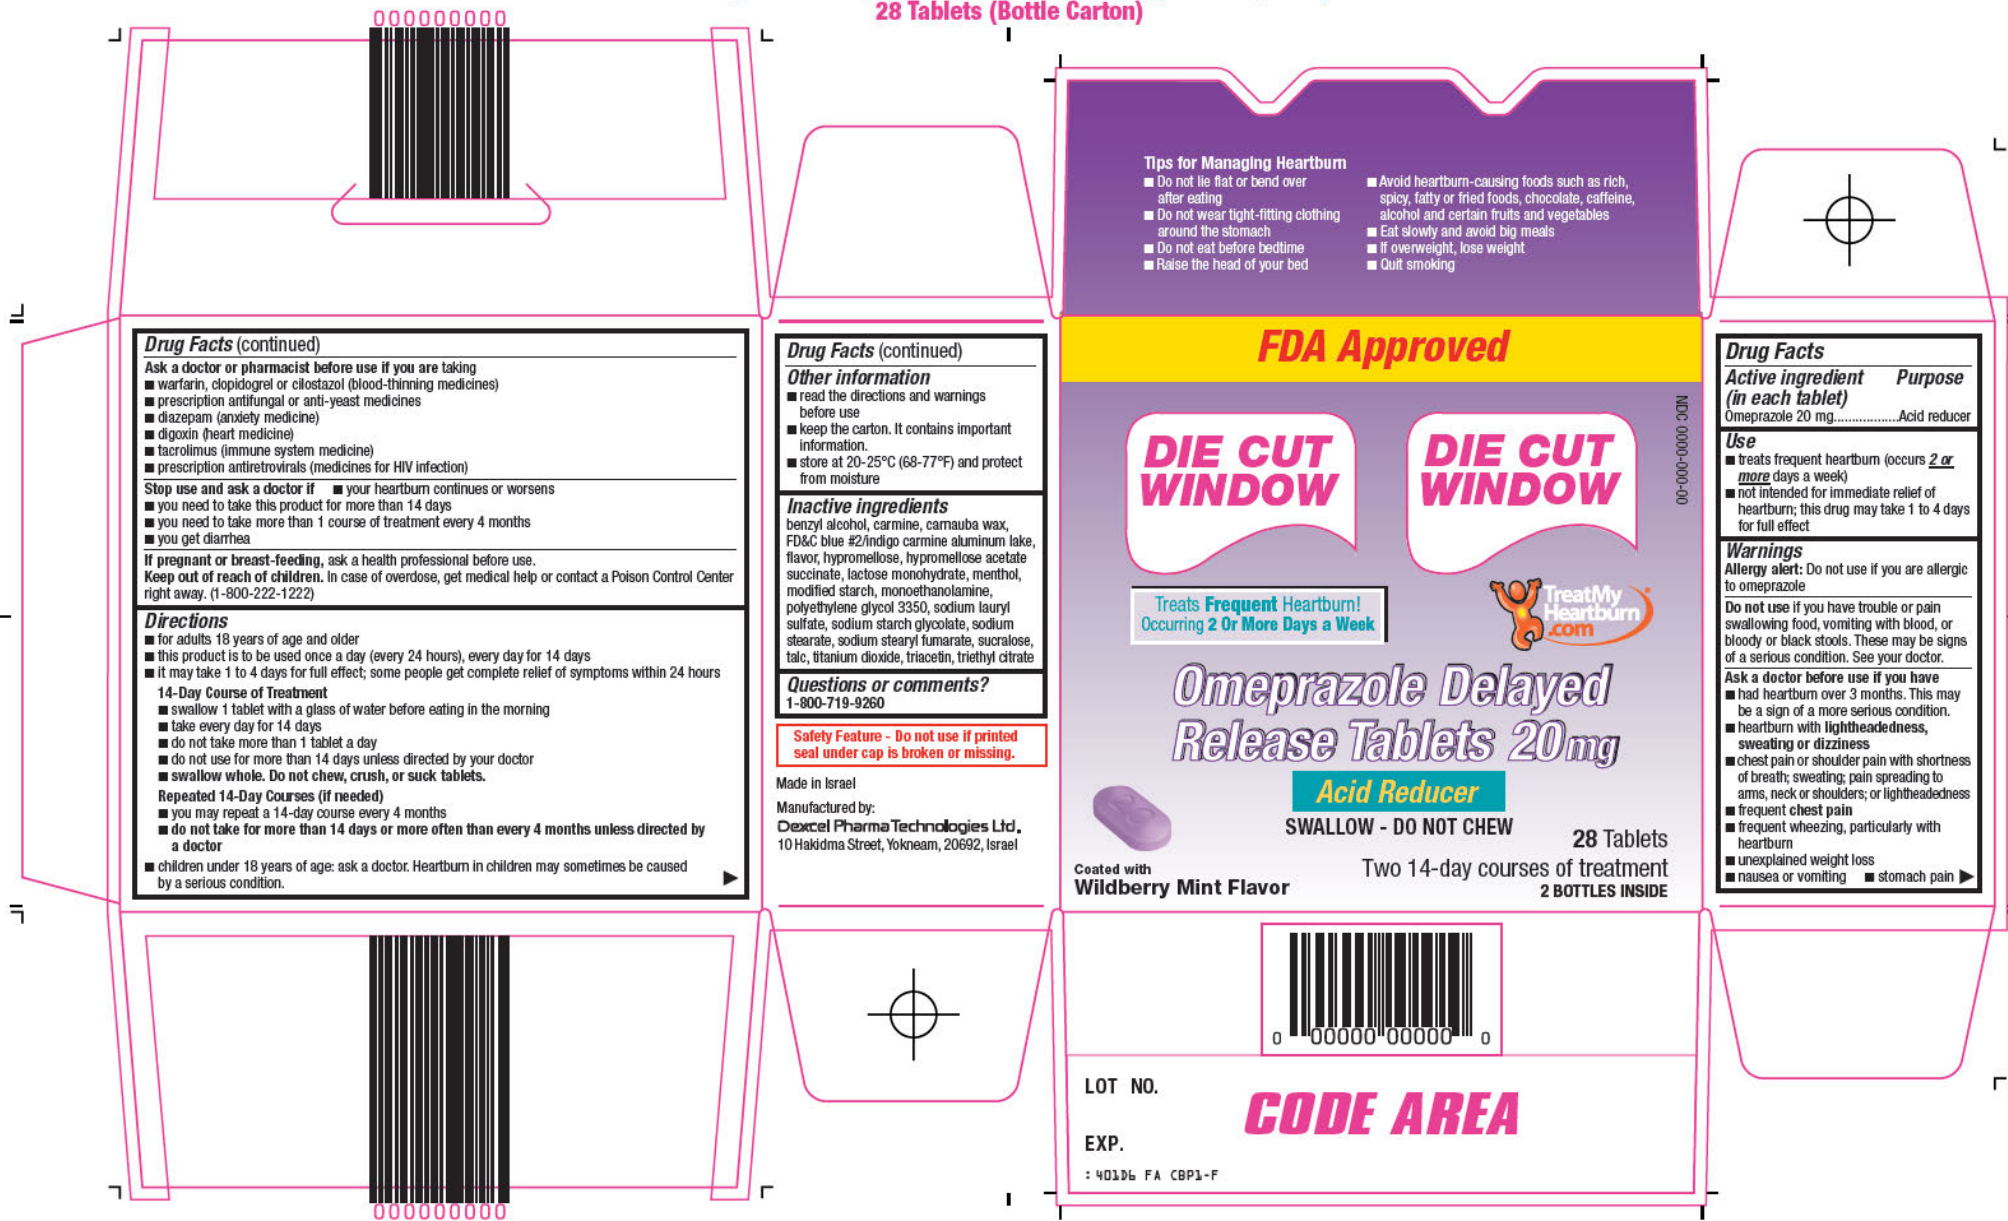 28 Tablets (Bottle Carton)
000000000
Drug Facts (continued)
Ask a doctor or pharmacist before use if you are taking
■ warfarin, clopidogrel or cilostazol (blood-thinning medicines)
■ prescription antifungal or anti-yeast medicines
■ diazepam (anxiety medicine)
■ digoxin (heart medicine)
■ tacrolimus (immune system medicine)
■ prescription antiretrovirals (medicines for HIV infection)
Stop use and ask a doctor if ■ your heartburn continues or worsens
■ you need to take this product for more than 14 days
■ you need to take more than 1 course of treatment every 4 months
■ you get diarrhea
If pregnant or breast-feeding, ask a health professional before use.
Keep out of reach of children. In case of overdose, get medical help or contact a Poison Control Center
right away. (1-800-222-1222)
Directions
■ for adults 18 years of age and older
■ this product is to be used once a day (every 24 hours), every day for 14 days
■ it may take 1 to 4 days for full effect; some people get complete relief of symptoms within 24 hours
14-Day Course of Treatment
■ swallow 1 tablet with a glass of water before eating in the morning
■ take every day for 14 days
■ do not take more than 1 tablet a day
■ do not use for more than 14 days unless directed by your doctor
■ swallow whole. Do not chew, crush, or suck tablets.
Repeated 14-Day Courses (if needed)
■ you may repeat a 14-day course every 4 months
■ do not take for more than 14 days or more often than every 4 months unless directed by
a doctor
■ children under 18 years of age: ask a doctor. Heartburn in children may sometimes be caused
by a serious condition.
000000000
Drug Facts (continued)
Other information
■ read the directions and warnings
before use
■ keep the carton. It contains important
information.
■ store at 20-25°C (68-77°F) and protect
from moisture
Inactive ingredients
benzyl alcohol, carmine, carnauba wax,
FD&C blue #2/indigo carmine aluminum lake,
flavor, hypromellose, hypromellose acetate
succinate, lactose monohydrate, menthol,
modified starch, monoethanolamine,
polyethylene glycol 3350, sodium lauryl
sulfate, sodium starch glycolate, sodium
stearate, sodium stearyl fumarate, sucralose,
talc, titanium dioxide, triacetin, triethyl citrate
Questions or comments?
1-800-719-9260
Safety Feature - Do not use if printed
seal under cap is broken or missing.
Made in Israel
Manufactured by:
Dexcel Pharma Technologies Ltd.
10 Hakidma Street, Yokneam, 20692, Israel
Tips for Managing Heartburn
■ Do not lie flat or bend over
after eating
■ Do not wear tight-fitting clothing
around the stomach
■ Do not eat before bedtime
■ Raise the head of your bed
■ Avoid heartburn-causing foods such as rich,
spicy, fatty or fried foods, chocolate, caffeine,
alcohol and certain fruits and vegetables
■ Eat slowly and avoid big meals
■ If overweight, lose weight
■ Quit smoking
FDA Approved
DIE CUT
WINDOW
DIE CUT
WINDOW
NDC 0000-000-00
Treats Frequent Heartburn!
Occurring 2 Or More Days a Week
TreatMy
Heartburn®
.com
Omeprazole Delayed
Release Tablets 20 mg
Acid Reducer
SWALLOW - DO NOT CHEW
28 Tablets
Two 14-day courses of treatment
2 BOTTLES INSIDE
Coated with
Wildberry Mint Flavor
0 00000 00000 0
LOT NO.
EXP.
CODE AREA
: 401D6 FA CBP1-F
Drug Facts
Active ingredient Purpose
(in each tablet)
Omeprazole 20 mg..................Acid reducer
Use
■ treats frequent heartburn (occurs 2 or
more days a week)
■ not intended for immediate relief of
heartburn; this drug may take 1 to 4 days
for full effect
Warnings
Allergy alert: Do not use if you are allergic
to omeprazole
Do not use if you have trouble or pain
swallowing food, vomiting with blood, or
bloody or black stools. These may be signs
of a serious condition. See your doctor.
Ask a doctor before use if you have
■ had heartburn over 3 months. This may
be a sign of a more serious condition.
■ heartburn with lightheadedness,
sweating or dizziness
■ chest pain or shoulder pain with shortness
of breath; sweating; pain spreading to
arms, neck or shoulders; or lightheadedness
■ frequent chest pain
■ frequent wheezing, particularly with
heartburn
■ unexplained weight loss
■ nausea or vomiting ■ stomach pain